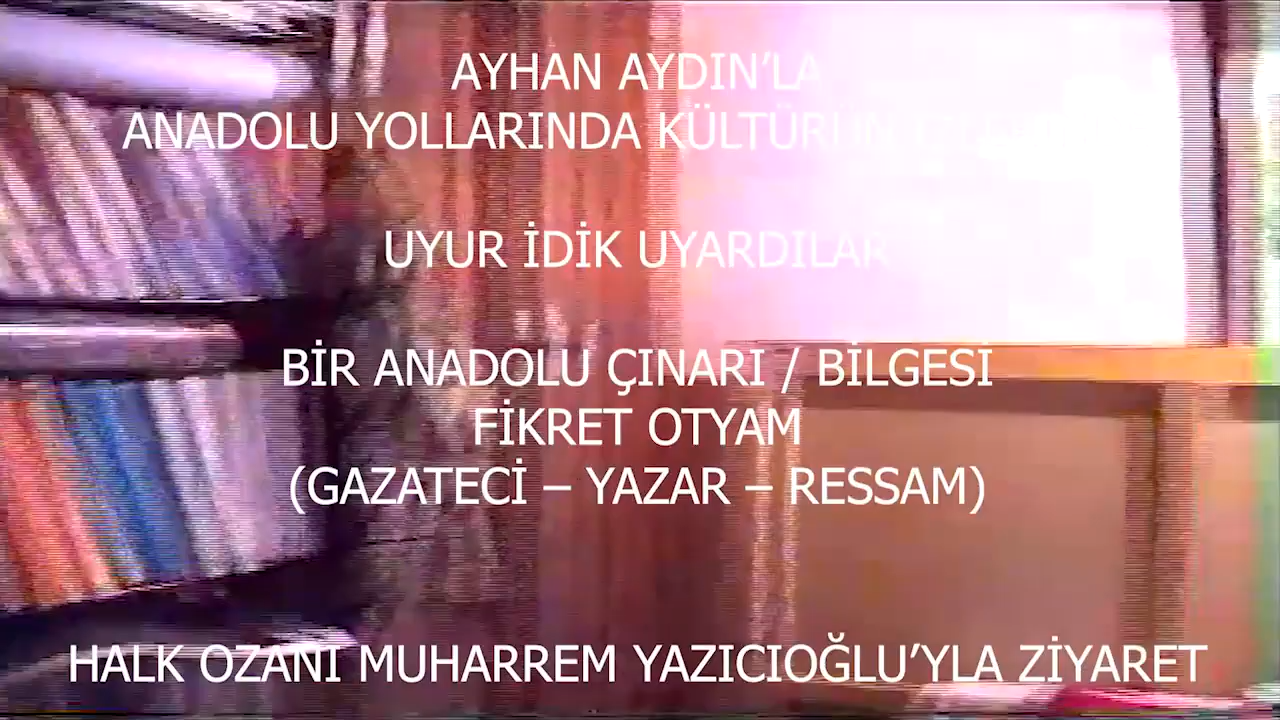 AYHAN AYDIN’LA
ANADOLU YOLLARINDA
UYUR İDİK UYARDILAR
BİR ANADOLU ÇINARI / BİLGESİ
FİKRET OTYAM
(GAZATECİ – YAZAR – RESSAM)
HALK OZANI MUHARREM YAZICIOĞLU’YLA ZİYARET